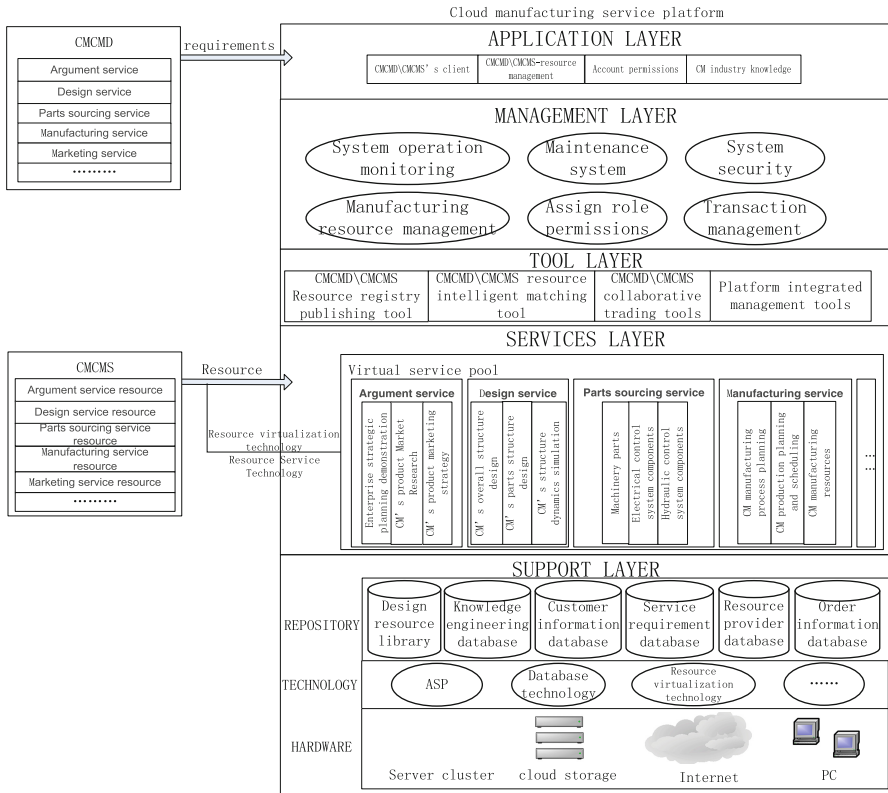 Cloud manufacturing service platform
CMCMD
Argument service
Design service
Parts sourcing service
Manufacturing service
Marketing service
………
requirements
APPLICATION LAYER
CMCMD\CMCMS’s client
CMCMD\CMCMS-resource
management
Account permissions
CM industry knowledge
MANAGEMENT LAYER
System operation
monitoring
Maintenance
system
System
security
Manufacturing
resource management
Assign role
permissions
Transaction
management
TOOL LAYER
CMCMD\CMCMS
Resource registry
publishing tool
CMCMD\CMCMS resource
intelligent matching
tool
CMCMD\CMCMS
collaborative
trading tools
Platform integrated
management tools
CMCMS
Argument service resource
Design service resource
Parts sourcing service
resource
Manufacturing service
resource
Marketing service resource
………
Resource
Resource virtualization
technology
Resource Service
Technology
SERVICES LAYER
Virtual service pool
Argument service
Enterprise strategic
planning demonstration
CM’s product Market
Research
CM’s product marketing
strategy
Design service
CM’s overall structure
design
CM’s parts structure
design
CM’s structure
dynamics simulation
Parts sourcing service
Machinery parts
Electrical control
system components
Hydraulic control
system components
Manufacturing service
CM manufacturing
process planning
CM production planning
and scheduling
CM manufacturing
resources
……
SUPPORT LAYER
REPOSITORY
Design
resource
library
Knowledge
engineering
database
Customer
information
database
Service
requirement
database
Resource
provider
database
Order
information
database
TECHNOLOGY
ASP
Database
technology
Resource
virtualization
technology
……
HARDWARE
Server cluster
cloud storage
Internet
PC